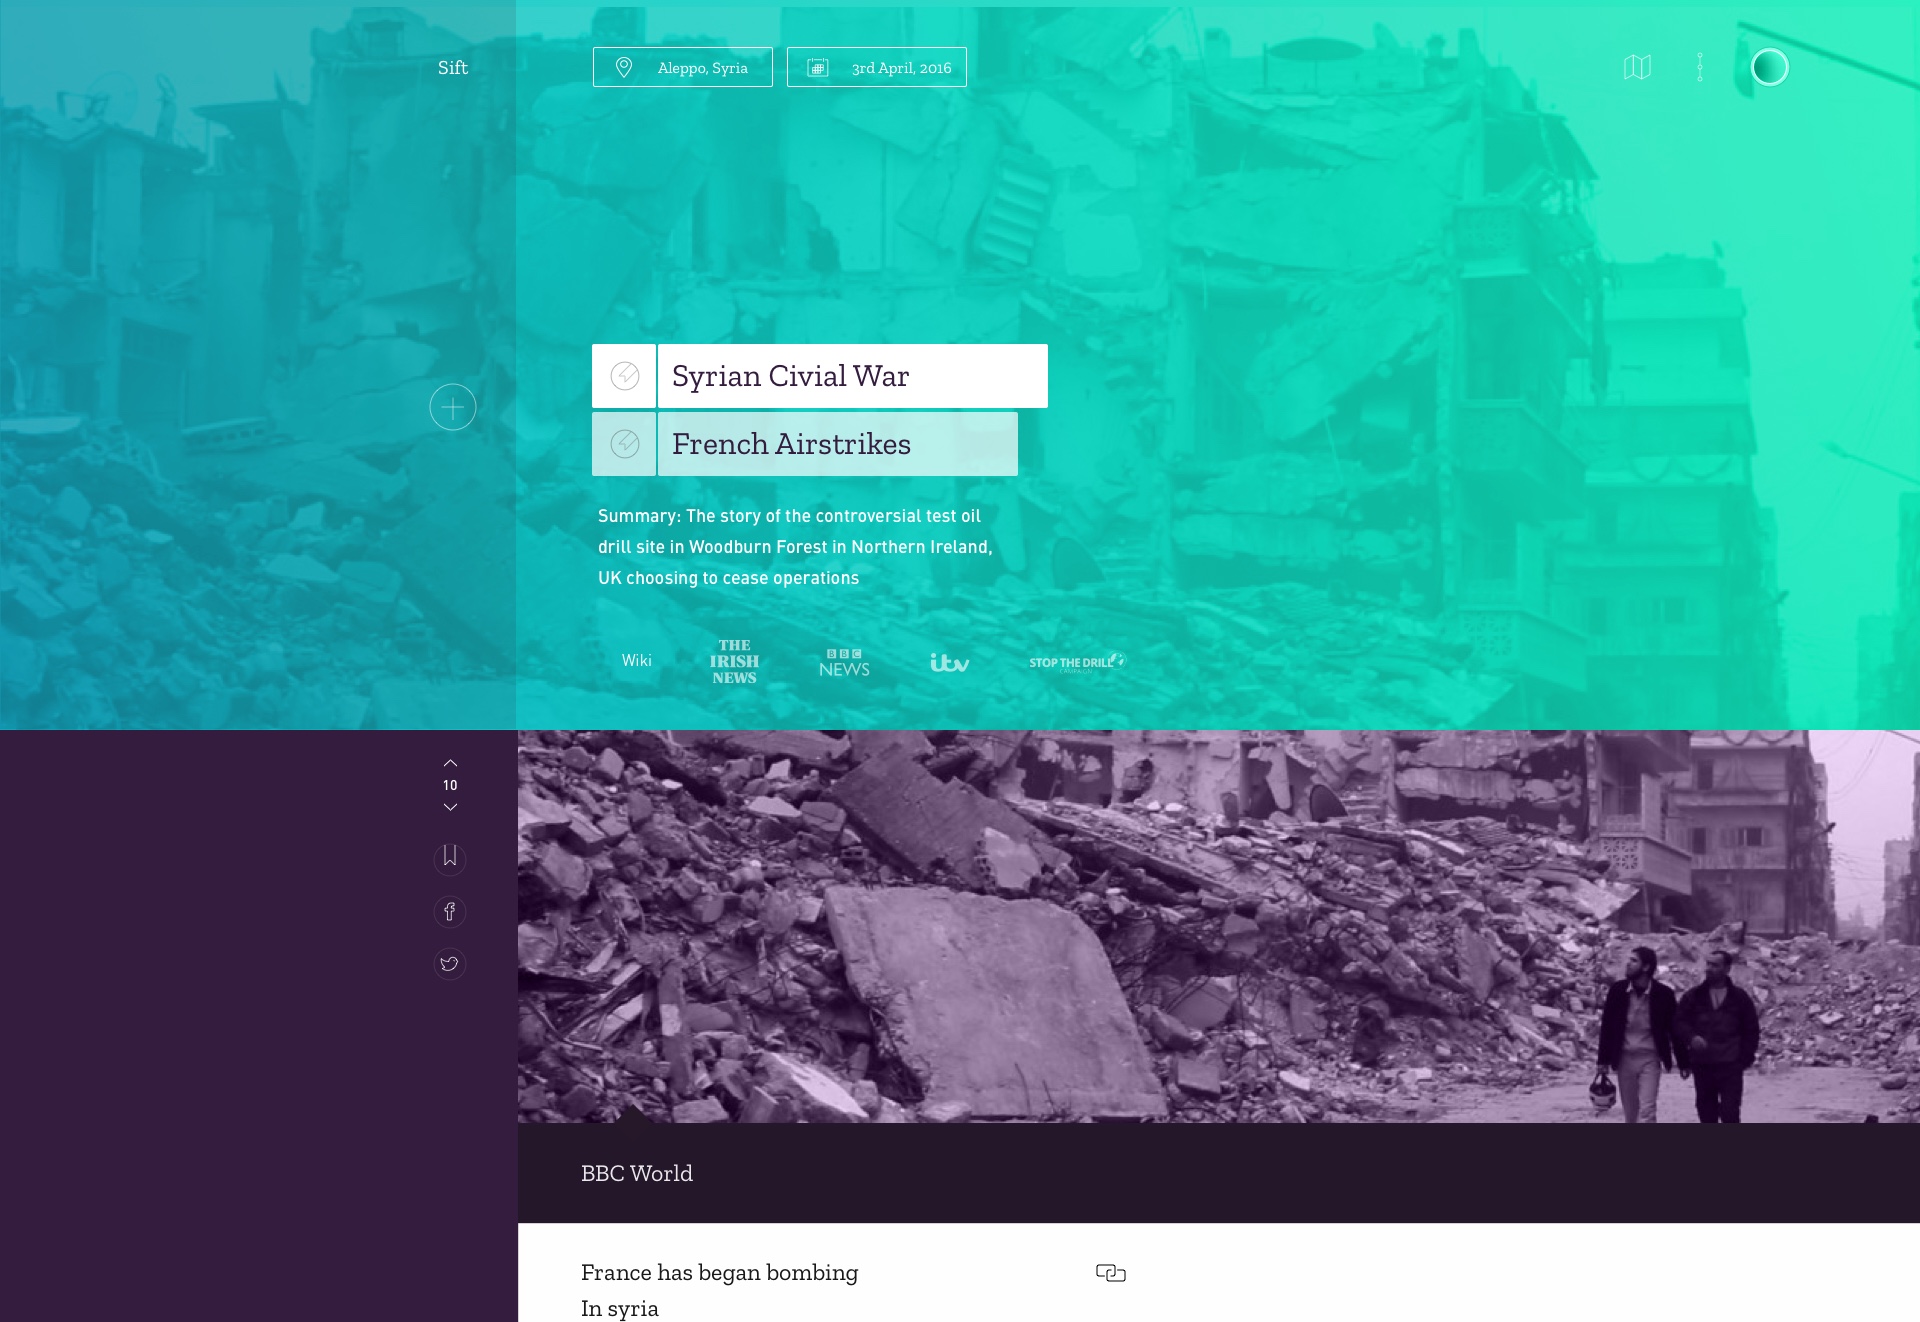 Sift
Aleppo, Syria
3rd April, 2016
Syrian Civial War
French Airstrikes
Summary: The story of the controversial test oil
drill site in Woodburn Forest in Northern Ireland,
UK choosing to cease operations
Wiki
THE
IRISH
NEWS
BBC
NEWS
itv
STOP THE DRILL
CAMPAIGN
10
BBC World
France has began bombing
In syria